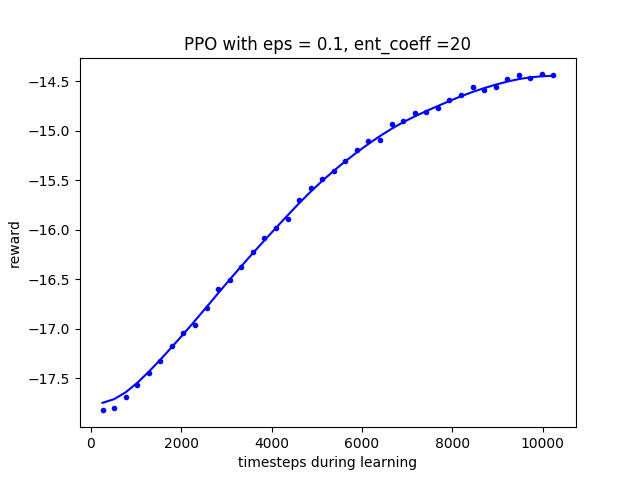 PPO with eps = 0.1, ent_coeff =20
−14.5
−15.0
−15.5
−16.0
−16.5
−17.0
−17.5
reward
0 2000 4000 6000 8000 10000
timesteps during learning